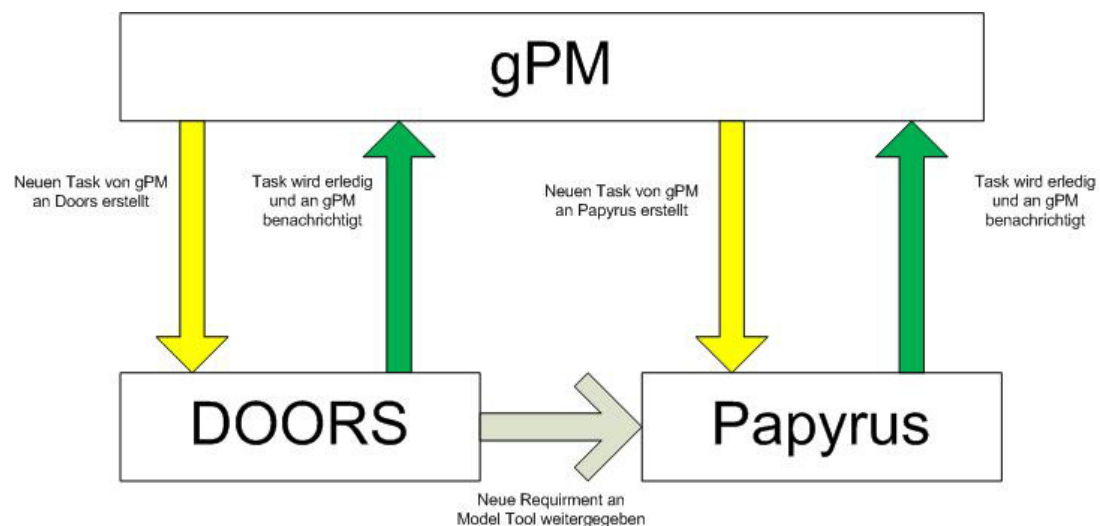 gPM
Neuen Task von gPM
an Doors erstellt
Task wird erledig
und an gPM
benachrichtigt
Neuen Task von gPM
an Papyrus erstellt
Task wird erledig
und an gPM
benachrichtigt
DOORS
Papyrus
Neue Requirment an
Model Tool weitergegeben